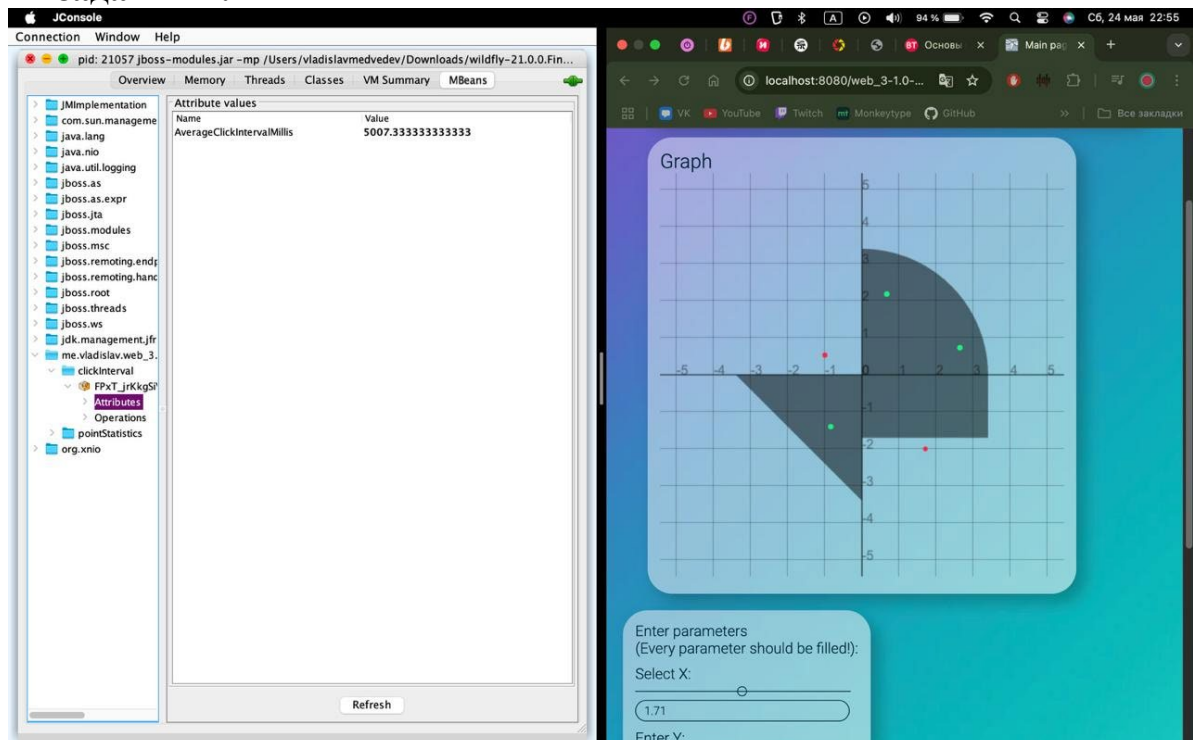 JConsole
A
94 %
Сб, 24 мая 22:55
Connection Window Help
pid: 21057 jboss-modules.jar -mp /Users/vladislavmedvedev/Downloads/wildfly-21.0.0.Fin...
Overview Memory Threads Classes VM Summary MBeans
JMImplementation
com.sun.manageme
java.lang
java.nio
java.util.logging
jboss.as
jboss.as.expr
jboss.jta
jboss.modules
jboss.msc
jboss.remoting.endp
jboss.remoting.hand
jboss.root
jboss.threads
jboss.ws
jdk.management.jfr
me.vladislav.web_3.
clickInterval
FPxT_jrKkgSi
Attributes
Operations
pointStatistics
org.xnio
Attribute values
Name Value
AverageClickIntervalMillis 5007.333333333333
Refresh
ВТ Основы
Main pag
localhost:8080/web_3-1.0-...
VK YouTube Twitch mt Monkeytype GitHub » Все закладки
Graph
5
4
3
2
1
-5 -4 -3 -2 -1 0 1 2 3 4 5
-1
-2
-3
-4
-5
Enter parameters
(Every parameter should be filled!):
Select X:
1.71
Enter Y: